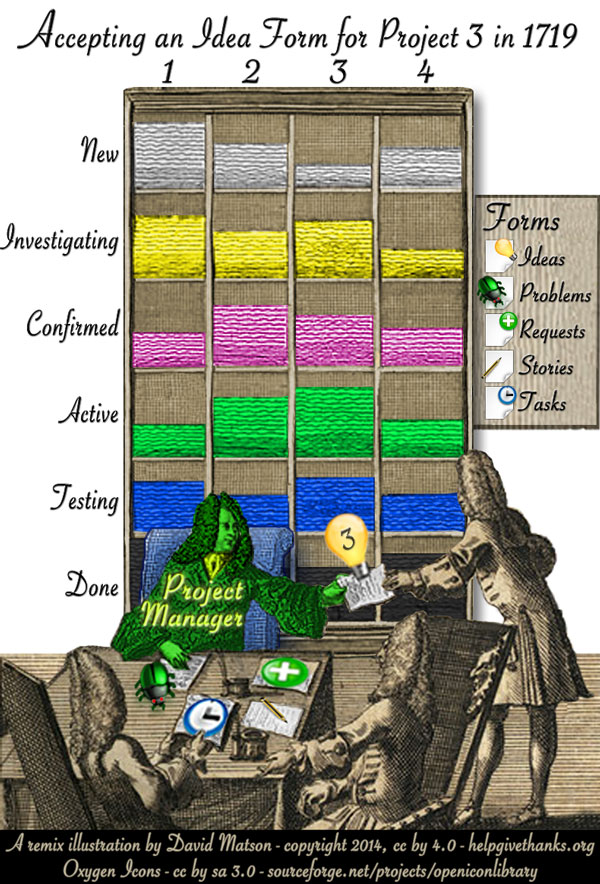 Accepting an Idea Form for Project 3 in 1719
1 2 3 4
New
Investigating
Confirmed
Active
Testing
Done
Forms
Ideas
Problems
Requests
Stories
Tasks
3
Project
Manager
A remix illustration by David Matson - copyright 2014, cc by 4.0 - helpgivethanks.org
Oxygen Icons - cc by sa 3.0 - sourceforge.net/projects/openiconlibrary